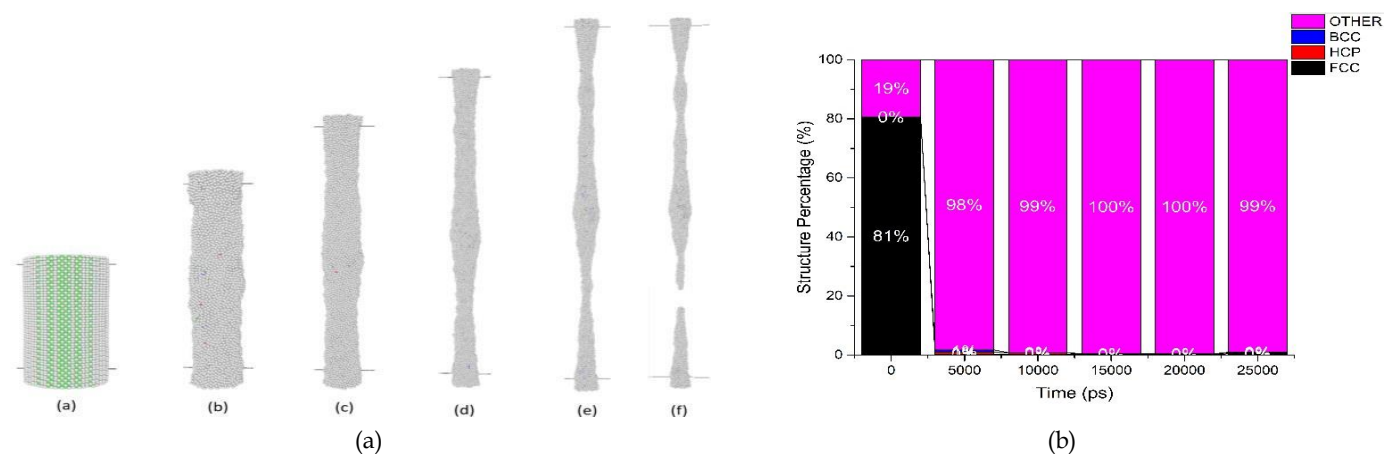 (a)
(b)
(c)
(d)
(e)
(f)
(a)
OTHER
BCC
HCP
FCC
Structure Percentage (%)
100
80
60
40
20
0
19%
0%
81%
98%
99%
0%
100%
0%
100%
0%
99%
0%
0
5000
10000
15000
20000
25000
Time (ps)
(b)